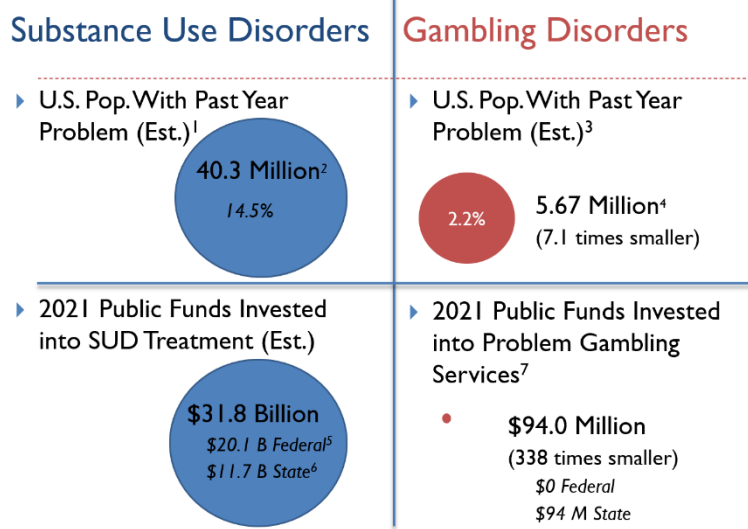 Substance Use Disorders
Gambling Disorders
U.S. Pop. With Past Year
Problem (Est.)¹
40.3 Million²
14.5%
U.S. Pop. With Past Year
Problem (Est.)³
2.2%
5.67 Million⁴
(7.1 times smaller)
2021 Public Funds Invested
into SUD Treatment (Est.)
$31.8 Billion
$20.1 B Federal⁵
$11.7 B State⁶
2021 Public Funds Invested
into Problem Gambling
Services⁷
$94.0 Million
(338 times smaller)
$0 Federal
$94 M State